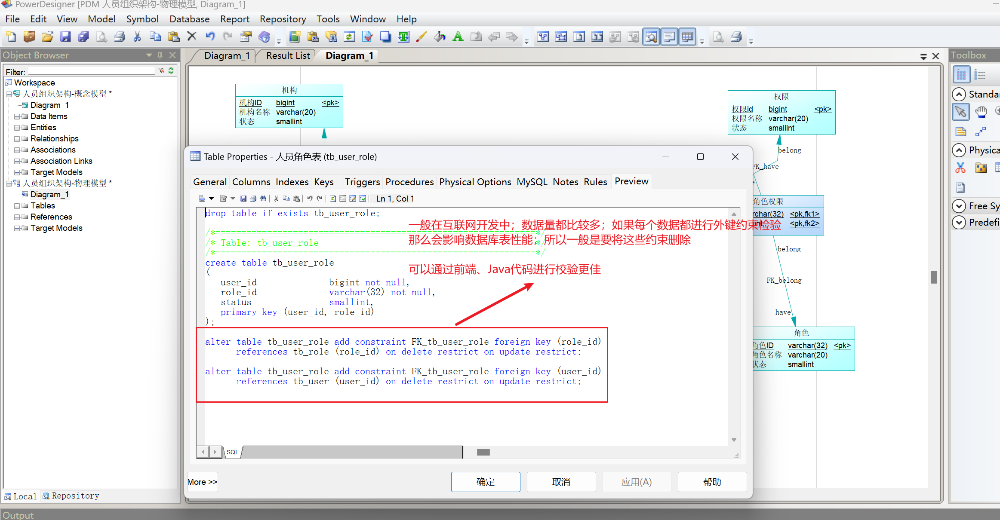 PowerDesigner [PDM 人员组织架构-物理模型, Diagram_1]
File Edit View Model Symbol Database Report Repository Tools Window Help
Object Browser
Filter:
Workspace
人员组织架构-概念模型 *
Diagram_1
Data Items
Entities
Relationships
Associations
Association Links
Target Models
人员组织架构-物理模型 *
Diagram_1
Tables
References
Target Models
Local Repository
Output
Diagram_1 Result List Diagram_1
机构
机构ID bigint <pk>
机构名称 varchar(20)
状态 smallint
权限
权限id bigint <pk>
权限名称 varchar(20)
状态 smallint
belong
FK_have
角色权限
rchar(32) <pk,fk1>
<pk,fk2>
belong
FK_belong
have
角色
角色ID varchar(32) <pk>
角色名称 varchar(20)
状态 smallint
Table Properties - 人员角色表 (tb_user_role)
General Columns Indexes Keys Triggers Procedures Physical Options MySQL Notes Rules Preview
Ln 1, Col 1
drop table if exists tb_user_role;
一般在互联网开发中；数据量都比较多；如果每个数据都进行外键约束检验
/*==============================================================*/
那么会影响数据库表性能；所以一般是要将这些约束删除
/* Table: tb_user_role */
/*==============================================================*/
create table tb_user_role
(
可以通过前端、Java代码进行校验更佳
user_id bigint not null,
role_id varchar(32) not null,
status smallint,
primary key (user_id, role_id)
);
alter table tb_user_role add constraint FK_tb_user_role foreign key (role_id)
references tb_role (role_id) on delete restrict on update restrict;
alter table tb_user_role add constraint FK_tb_user_role foreign key (user_id)
references tb_user (user_id) on delete restrict on update restrict;
SQL
More >> 确定 取消 应用(A) 帮助
Toolbox
Standa
Physica
Free Sy
Predefi